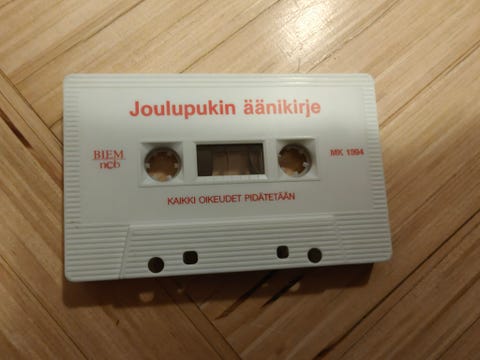 Joulupukin äänikirje
BIEM
ncb
MK 1994
KAIKKI OIKEUDET PIDÄTETÄÄN